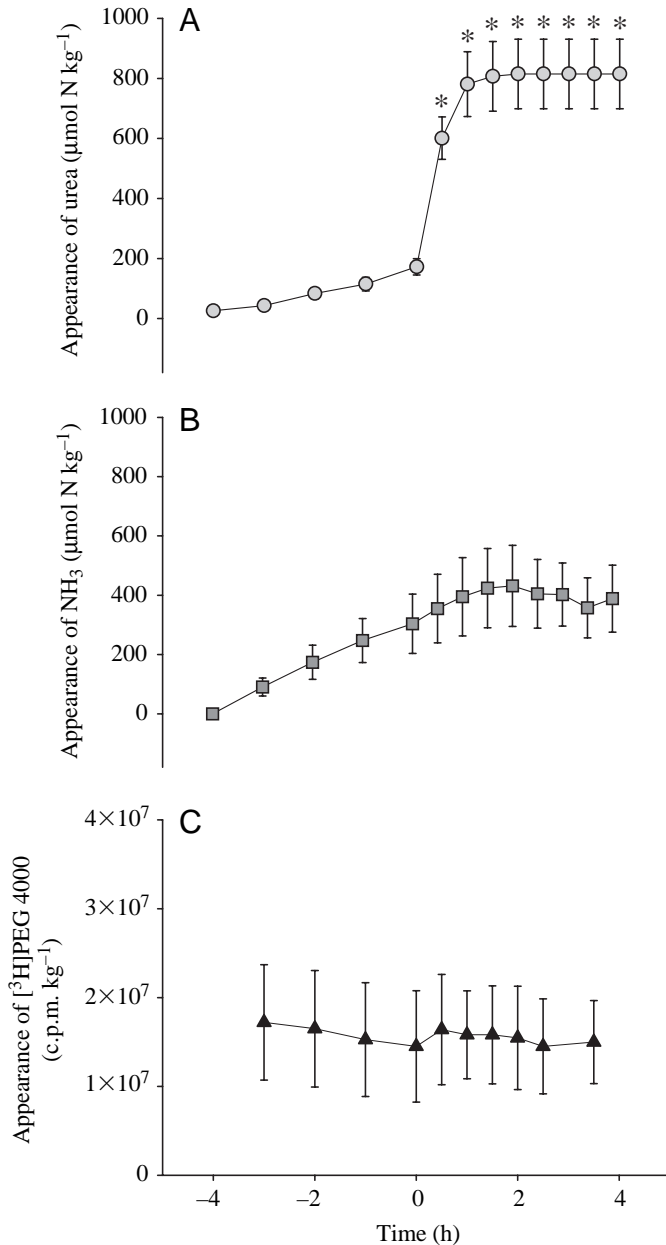 A
1000
800
600
400
200
0
Appearance of urea (μmol N kg⁻¹)
* * * * * * * *
B
1000
800
600
400
200
0
Appearance of NH₃ (μmol N kg⁻¹)
C
4×10⁷
3×10⁷
2×10⁷
1×10⁷
0
Appearance of [³H]PEG 4000
(c.p.m. kg⁻¹)
–4 –2 0 2 4
Time (h)